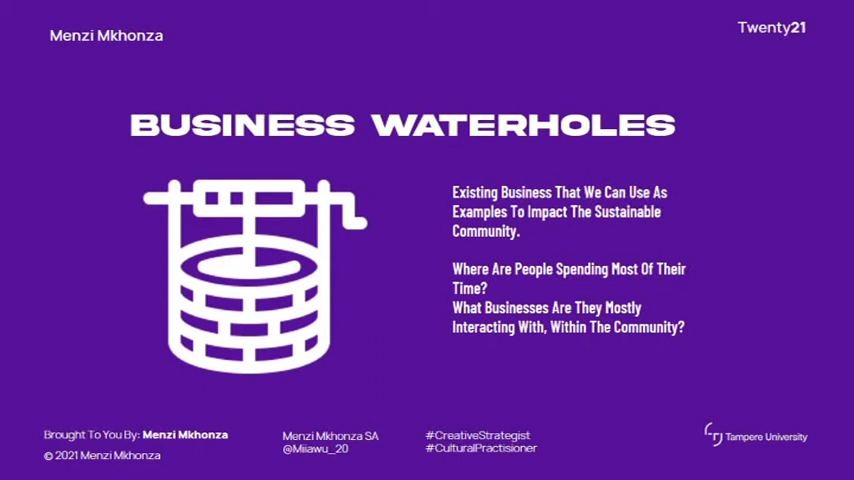 Menzi Mkhonza
Twenty21
BUSINESS WATERHOLES
Existing Business That We Can Use As
Examples To Impact The Sustainable
Community.
Where Are People Spending Most Of Their
Time?
What Businesses Are They Mostly
Interacting With, Within The Community?
Brought To You By: Menzi Mkhonza
© 2021 Menzi Mkhonza
Menzi Mkhonza SA
@Miiawu_20
#CreativeStrategist
#CulturalPractisioner
Tampere University